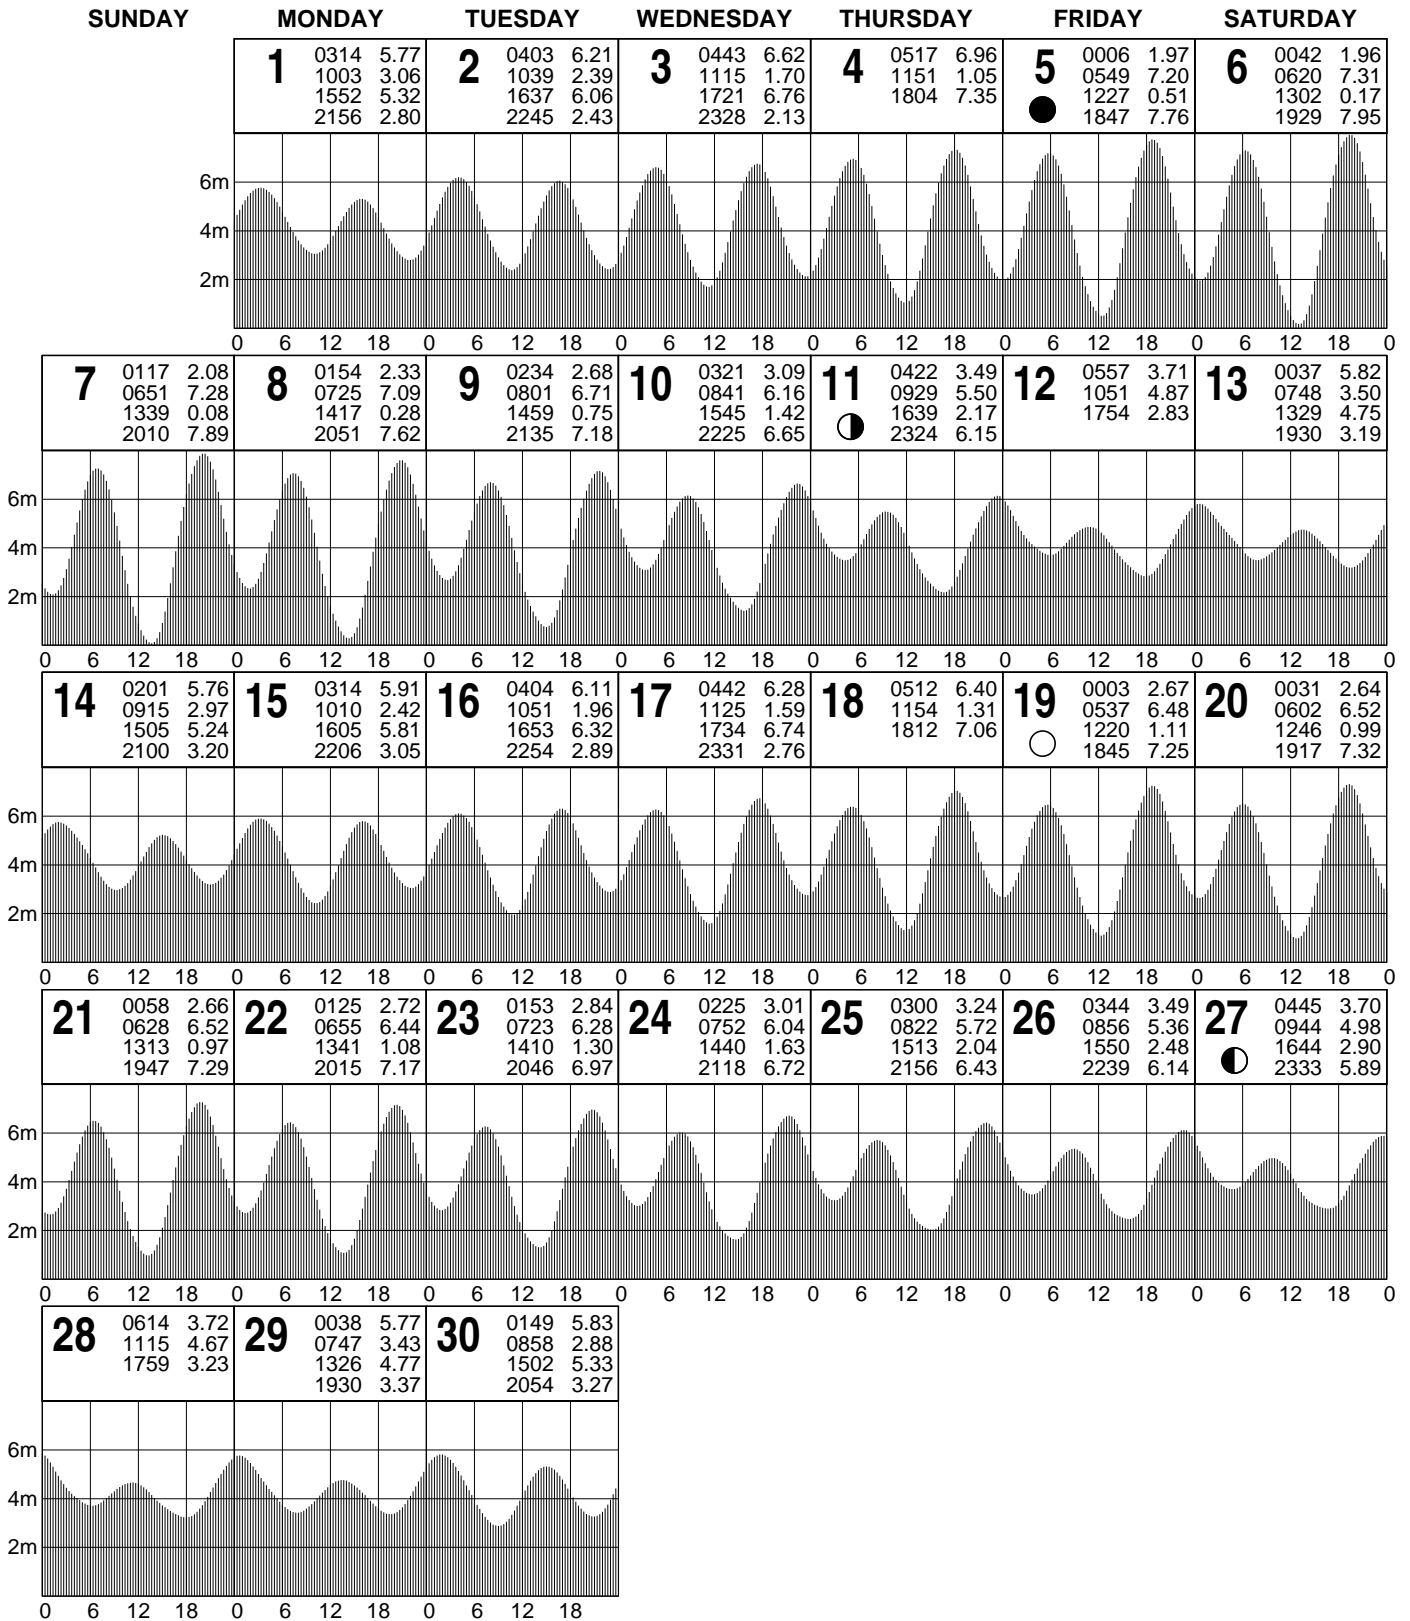 SUNDAY MONDAY TUESDAY WEDNESDAY THURSDAY FRIDAY SATURDAY
1 0314 5.77
1003 3.06
1552 5.32
2156 2.80
2 0403 6.21
1039 2.39
1637 6.06
2245 2.43
3 0443 6.62
1115 1.70
1721 6.76
2328 2.13
4 0517 6.96
1151 1.05
1804 7.35
5 0006 1.97
0549 7.20
1227 0.51
1847 7.76
6 0042 1.96
0620 7.31
1302 0.17
1929 7.95
6m
4m
2m
0 6 12 18 0 6 12 18 0 6 12 18 0 6 12 18 0 6 12 18 0 6 12 18 0
7 0117 2.08
0651 7.28
1339 0.08
2010 7.89
8 0154 2.33
0725 7.09
1417 0.28
2051 7.62
9 0234 2.68
0801 6.71
1459 0.75
2135 7.18
10 0321 3.09
0841 6.16
1545 1.42
2225 6.65
11 0422 3.49
0929 5.50
1639 2.17
2324 6.15
12 0557 3.71
1051 4.87
1754 2.83
13 0037 5.82
0748 3.50
1329 4.75
1930 3.19
6m
4m
2m
0 6 12 18 0 6 12 18 0 6 12 18 0 6 12 18 0 6 12 18 0 6 12 18 0 6 12 18 0
14 0201 5.76
0915 2.97
1505 5.24
2100 3.20
15 0314 5.91
1010 2.42
1605 5.81
2206 3.05
16 0404 6.11
1051 1.96
1653 6.32
2254 2.89
17 0442 6.28
1125 1.59
1734 6.74
2331 2.76
18 0512 6.40
1154 1.31
1812 7.06
19 0003 2.67
0537 6.48
1220 1.11
1845 7.25
20 0031 2.64
0602 6.52
1246 0.99
1917 7.32
6m
4m
2m
0 6 12 18 0 6 12 18 0 6 12 18 0 6 12 18 0 6 12 18 0 6 12 18 0 6 12 18 0
21 0058 2.66
0628 6.52
1313 0.97
1947 7.29
22 0125 2.72
0655 6.44
1341 1.08
2015 7.17
23 0153 2.84
0723 6.28
1410 1.30
2046 6.97
24 0225 3.01
0752 6.04
1440 1.63
2118 6.72
25 0300 3.24
0822 5.72
1513 2.04
2156 6.43
26 0344 3.49
0856 5.36
1550 2.48
2239 6.14
27 0445 3.70
0944 4.98
1644 2.90
2333 5.89
6m
4m
2m
0 6 12 18 0 6 12 18 0 6 12 18 0 6 12 18 0 6 12 18 0 6 12 18 0 6 12 18 0
28 0614 3.72
1115 4.67
1759 3.23
29 0038 5.77
0747 3.43
1326 4.77
1930 3.37
30 0149 5.83
0858 2.88
1502 5.33
2054 3.27
6m
4m
2m
0 6 12 18 0 6 12 18 0 6 12 18